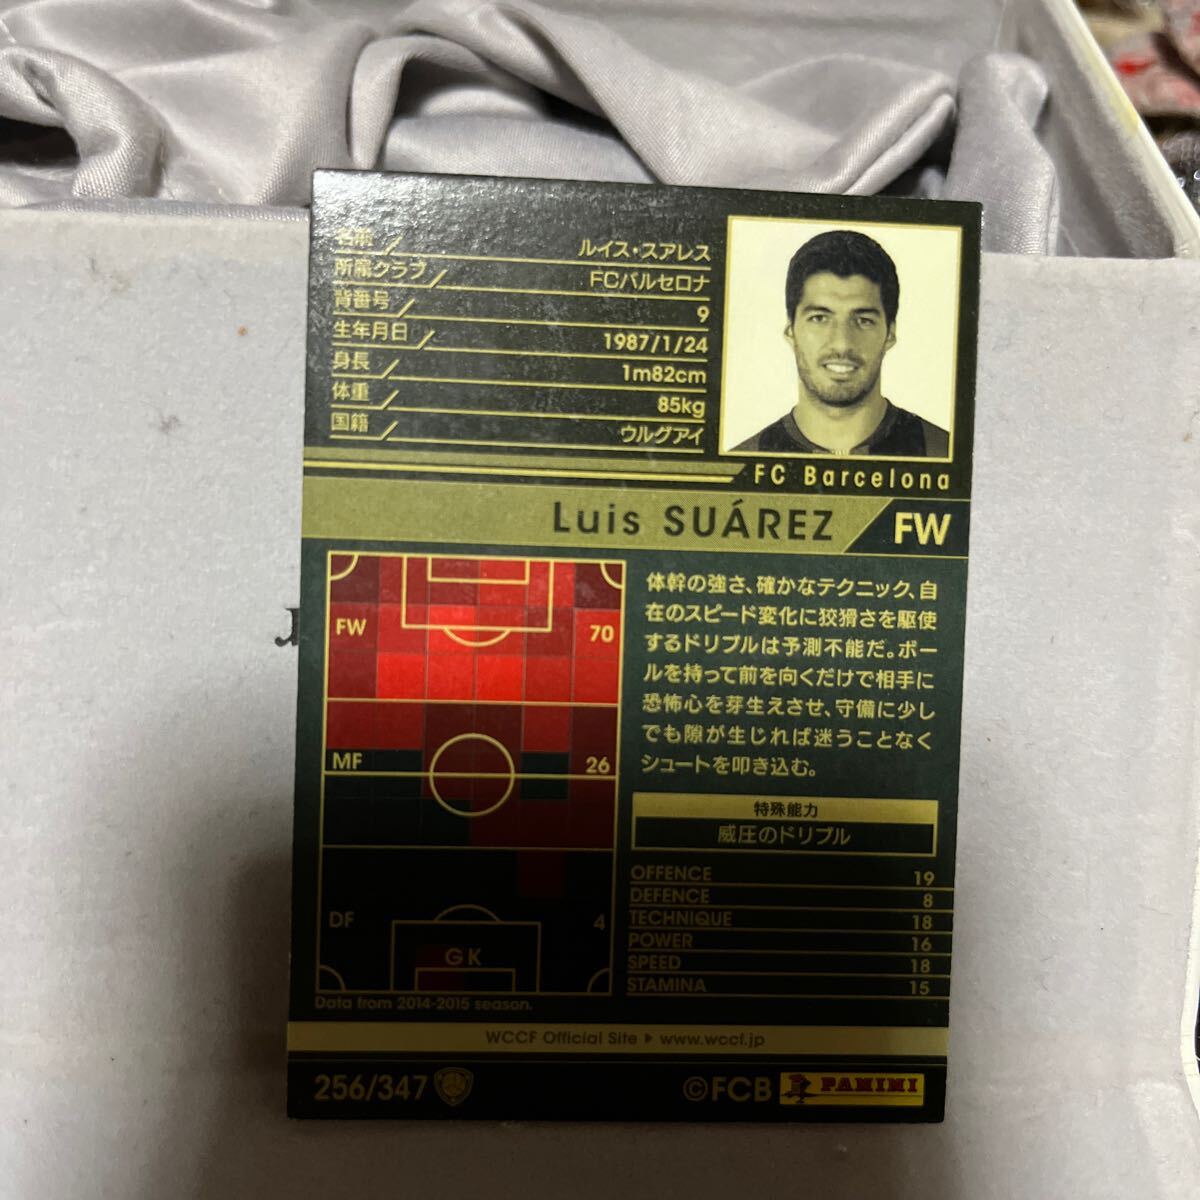 名前 ルイス・スアレス
所属クラブ FCバルセロナ
背番号 9
生年月日 1987/1/24
身長 1m82cm
体重 85kg
国籍 ウルグアイ
FC Barcelona
Luis SUÁREZ FW
FW 70
MF 26
DF 4
GK
Data from 2014-2015 season.
体幹の強さ、確かなテクニック、自
在のスピード変化に狡猾さを駆使
するドリブルは予測不能だ。ボー
ルを持って前を向くだけで相手に
恐怖心を芽生えさせ、守備に少し
でも隙が生じれば迷うことなく
シュートを叩き込む。
特殊能力
威圧のドリブル
OFFENCE 19
DEFENCE 8
TECHNIQUE 18
POWER 16
SPEED 18
STAMINA 15
WCCF Official Site ▶ www.wccf.jp
256/347 ©FCB PANINI